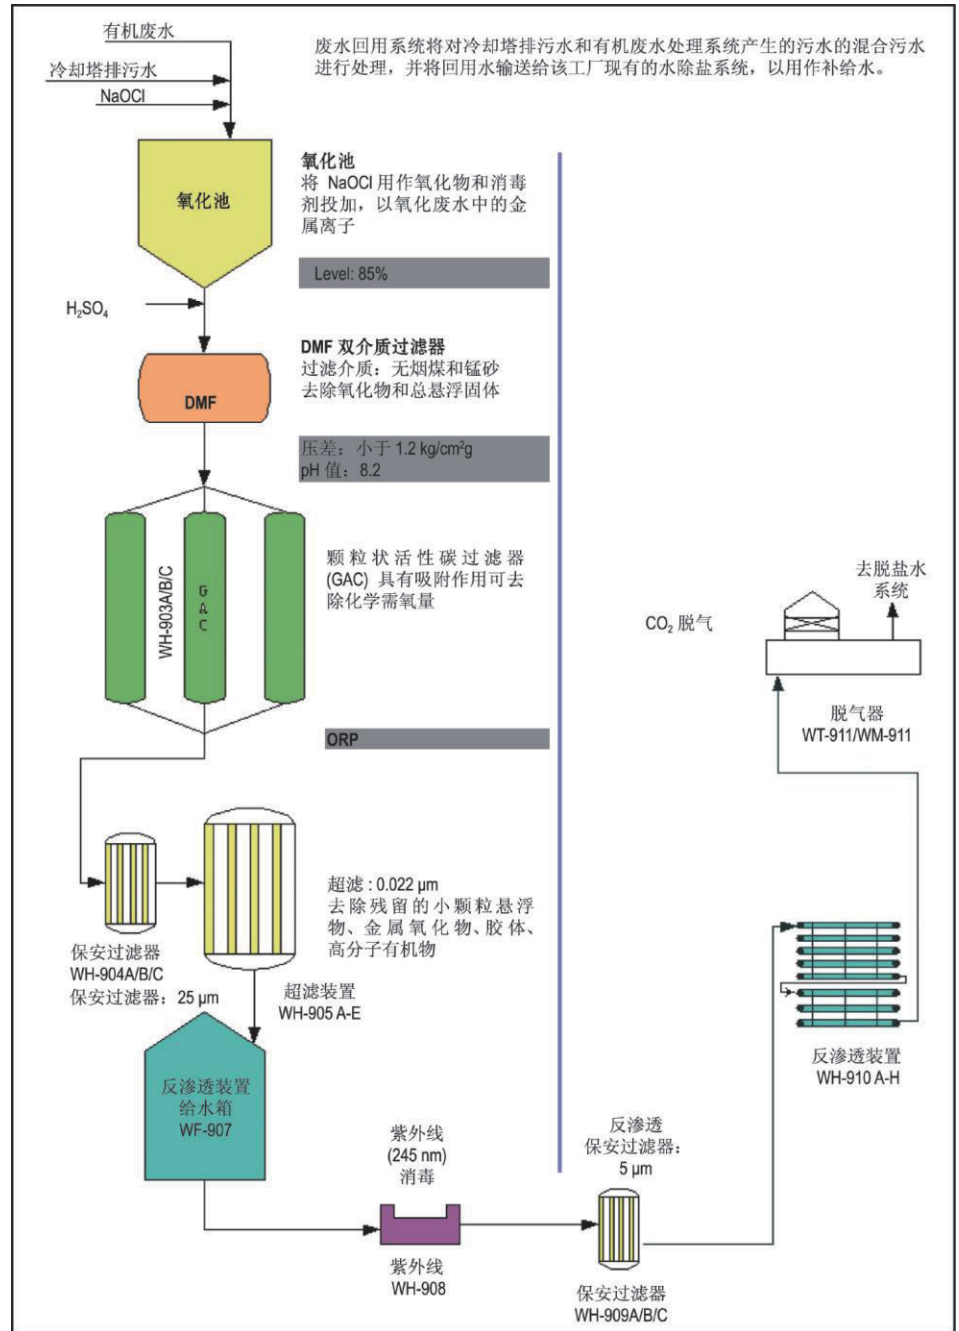 有机废水
冷却塔排污水
NaOCl
废水回用系统将对冷却塔排污水和有机废水处理系统产生的污水的混合污水
进行处理，并将回用水输送给该工厂现有的水除盐系统，以用作补给水。
氧化池
氧化池
将 NaOCl 用作氧化物和消毒
剂投加，以氧化废水中的金
属离子
Level: 85%
H₂SO₄
DMF 双介质过滤器
过滤介质：无烟煤和锰砂
去除氧化物和总悬浮固体
DMF
压差：小于 1.2 kg/cm²g
pH 值：8.2
WH-903A/B/C
GAC
颗粒状活性碳过滤器
(GAC) 具有吸附作用可去
除化学需氧量
ORP
去脱盐水
系统
CO₂ 脱气
脱气器
WT-911/WM-911
超滤 : 0.022 μm
去除残留的小颗粒悬浮
物、金属氧化物、胶体、
高分子有机物
保安过滤器
WH-904A/B/C
保安过滤器：25 μm
超滤装置
WH-905 A-E
反渗透装置
WH-910 A-H
反渗透装置
给水箱
WF-907
紫外线
(245 nm)
消毒
紫外线
WH-908
反渗透
保安过滤器：
5 μm
保安过滤器
WH-909A/B/C